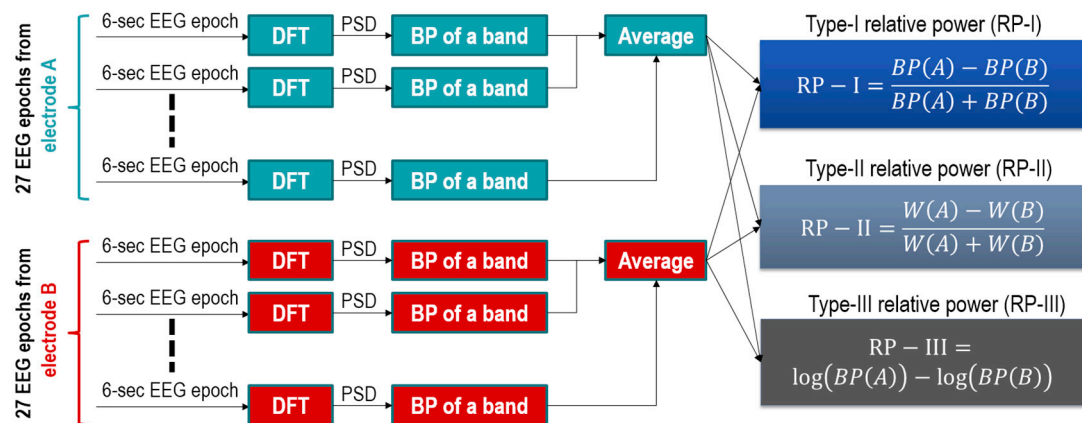 27 EEG epochs from
electrode A
6-sec EEG epoch
DFT
PSD
BP of a band
Average
6-sec EEG epoch
DFT
PSD
BP of a band
6-sec EEG epoch
DFT
PSD
BP of a band
27 EEG epochs from
electrode B
6-sec EEG epoch
DFT
PSD
BP of a band
Average
6-sec EEG epoch
DFT
PSD
BP of a band
6-sec EEG epoch
DFT
PSD
BP of a band
Type-I relative power (RP-I)
RP − I = BP(A) − BP(B)
BP(A) + BP(B)
Type-II relative power (RP-II)
RP − II = W(A) − W(B)
W(A) + W(B)
Type-III relative power (RP-III)
RP − III =
log(BP(A)) − log(BP(B))